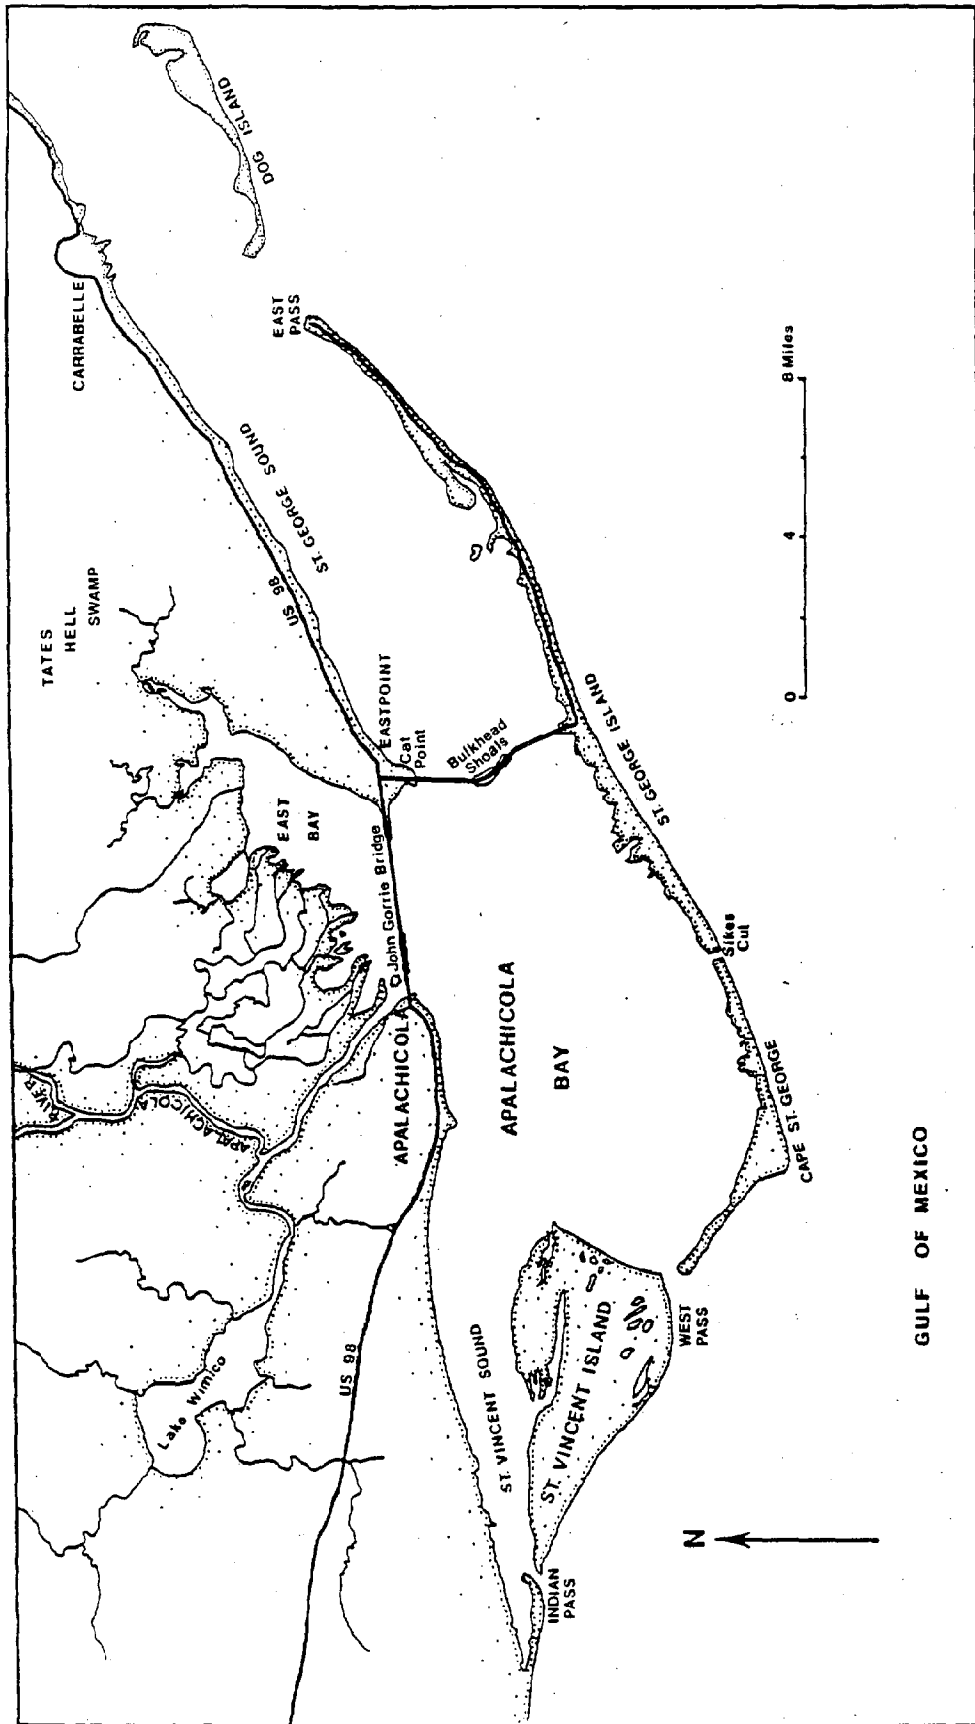 TATES
HELL
SWAMP
CARRABELLE
DOG ISLAND
EAST
PASS
ST. GEORGE SOUND
US 98
EASTPOINT
Cat
Point
Bulkhead
Shoals
EAST
BAY
John Gorrie Bridge
RIVER
APALACHICOLA
APALACHICOLA
APALACHICOLA
BAY
ST. GEORGE ISLAND
Sikes
Cut
CAPE ST. GEORGE
Lake Wimico
US 98
ST. VINCENT SOUND
ST. VINCENT ISLAND
WEST
PASS
INDIAN
PASS
N
0 4 8 Miles
GULF OF MEXICO